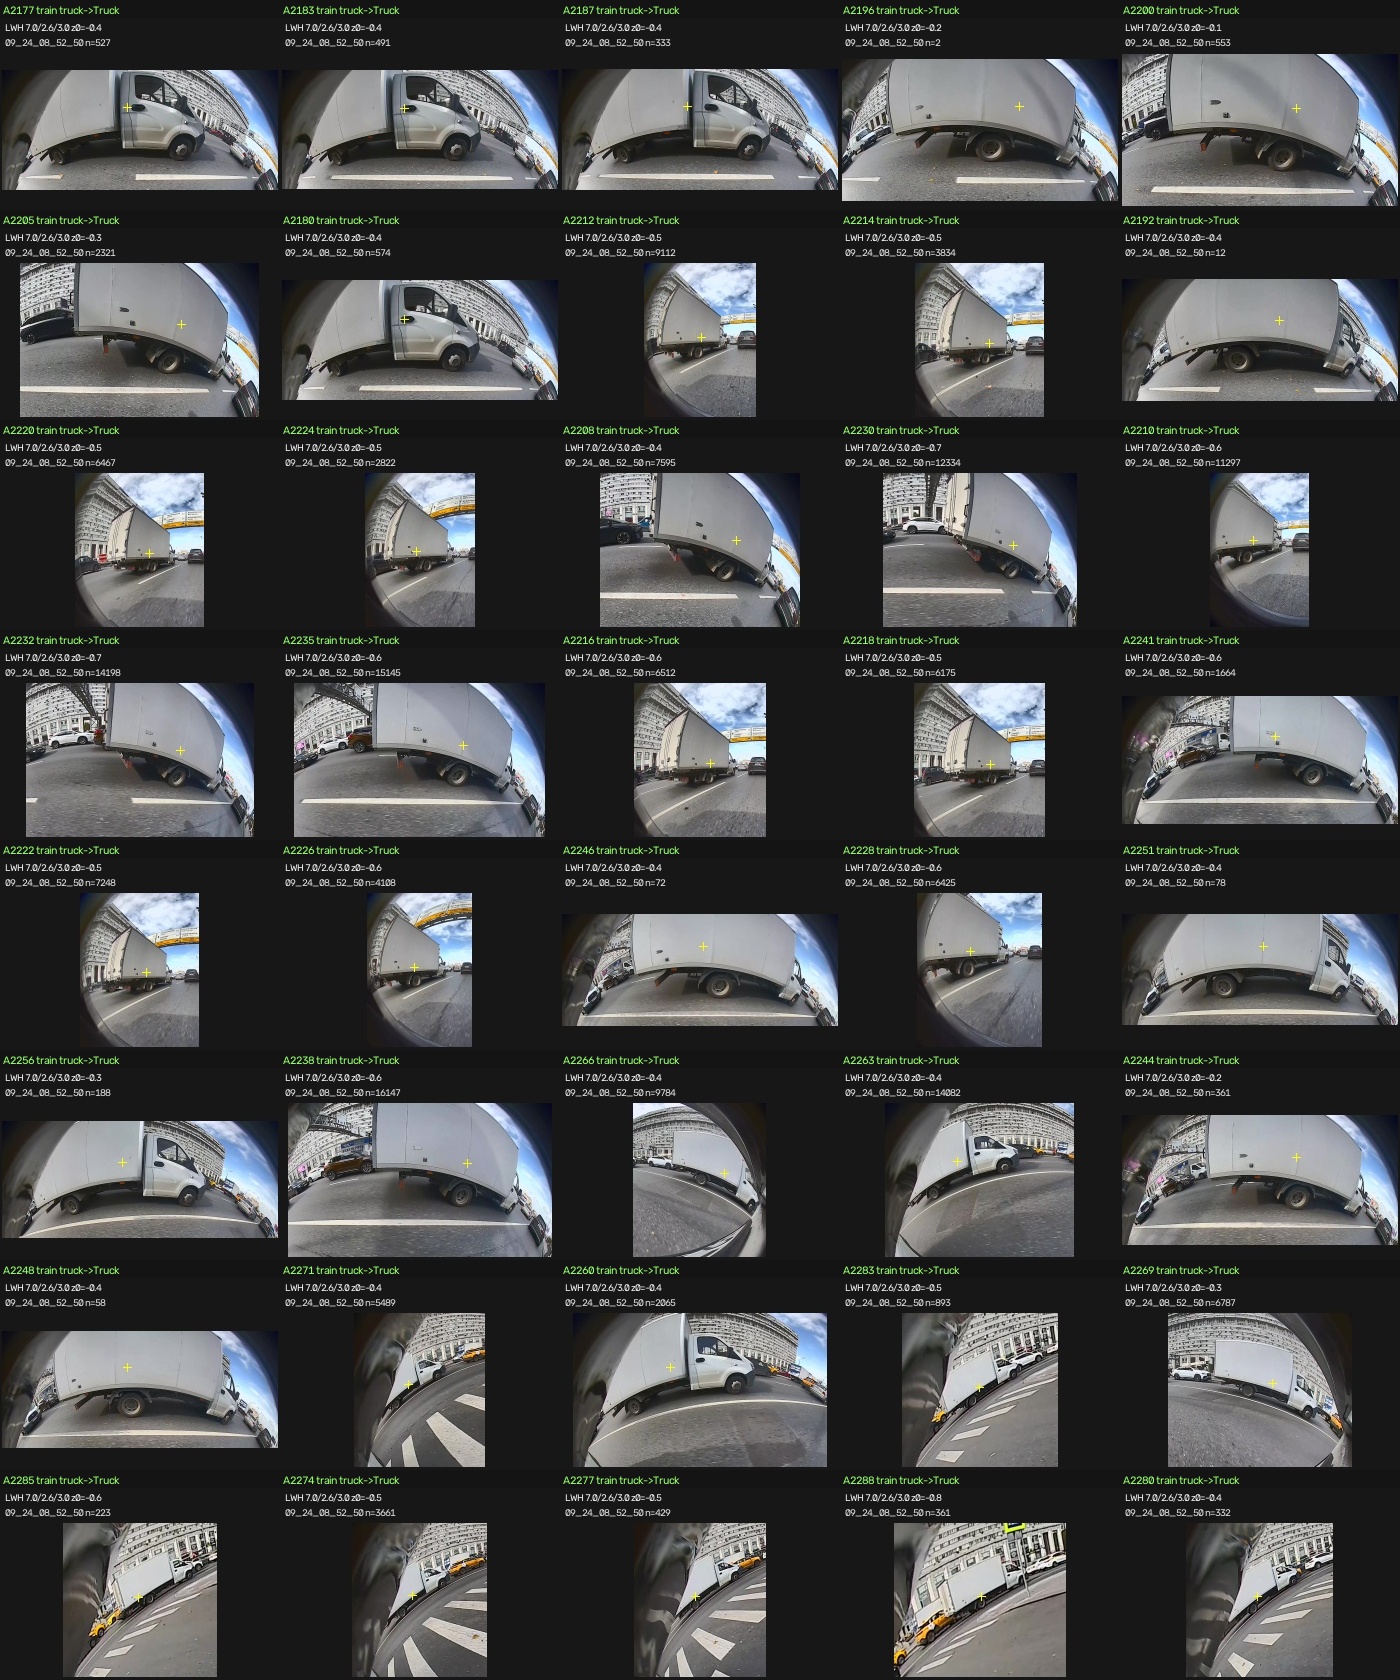 A2177 train truck->Truck
LWH 7.0/2.6/3.0 z0=-0.4
09_24_08_52_50 n=527
A2183 train truck->Truck
LWH 7.0/2.6/3.0 z0=-0.4
09_24_08_52_50 n=491
A2187 train truck->Truck
LWH 7.0/2.6/3.0 z0=-0.4
09_24_08_52_50 n=333
A2196 train truck->Truck
LWH 7.0/2.6/3.0 z0=-0.2
09_24_08_52_50 n=2
A2200 train truck->Truck
LWH 7.0/2.6/3.0 z0=-0.1
09_24_08_52_50 n=553
A2205 train truck->Truck
LWH 7.0/2.6/3.0 z0=-0.3
09_24_08_52_50 n=2321
A2180 train truck->Truck
LWH 7.0/2.6/3.0 z0=-0.4
09_24_08_52_50 n=574
A2212 train truck->Truck
LWH 7.0/2.6/3.0 z0=-0.5
09_24_08_52_50 n=9112
A2214 train truck->Truck
LWH 7.0/2.6/3.0 z0=-0.5
09_24_08_52_50 n=3834
A2192 train truck->Truck
LWH 7.0/2.6/3.0 z0=-0.4
09_24_08_52_50 n=12
A2220 train truck->Truck
LWH 7.0/2.6/3.0 z0=-0.5
09_24_08_52_50 n=6467
A2224 train truck->Truck
LWH 7.0/2.6/3.0 z0=-0.5
09_24_08_52_50 n=2822
A2208 train truck->Truck
LWH 7.0/2.6/3.0 z0=-0.4
09_24_08_52_50 n=7595
A2230 train truck->Truck
LWH 7.0/2.6/3.0 z0=-0.7
09_24_08_52_50 n=12334
A2210 train truck->Truck
LWH 7.0/2.6/3.0 z0=-0.6
09_24_08_52_50 n=11297
A2232 train truck->Truck
LWH 7.0/2.6/3.0 z0=-0.7
09_24_08_52_50 n=14198
A2235 train truck->Truck
LWH 7.0/2.6/3.0 z0=-0.6
09_24_08_52_50 n=15145
A2216 train truck->Truck
LWH 7.0/2.6/3.0 z0=-0.6
09_24_08_52_50 n=6512
A2218 train truck->Truck
LWH 7.0/2.6/3.0 z0=-0.5
09_24_08_52_50 n=6175
A2241 train truck->Truck
LWH 7.0/2.6/3.0 z0=-0.6
09_24_08_52_50 n=1664
A2222 train truck->Truck
LWH 7.0/2.6/3.0 z0=-0.5
09_24_08_52_50 n=7248
A2226 train truck->Truck
LWH 7.0/2.6/3.0 z0=-0.6
09_24_08_52_50 n=4108
A2246 train truck->Truck
LWH 7.0/2.6/3.0 z0=-0.4
09_24_08_52_50 n=72
A2228 train truck->Truck
LWH 7.0/2.6/3.0 z0=-0.6
09_24_08_52_50 n=6425
A2251 train truck->Truck
LWH 7.0/2.6/3.0 z0=-0.4
09_24_08_52_50 n=78
A2256 train truck->Truck
LWH 7.0/2.6/3.0 z0=-0.3
09_24_08_52_50 n=188
A2238 train truck->Truck
LWH 7.0/2.6/3.0 z0=-0.6
09_24_08_52_50 n=16147
A2266 train truck->Truck
LWH 7.0/2.6/3.0 z0=-0.4
09_24_08_52_50 n=9784
A2263 train truck->Truck
LWH 7.0/2.6/3.0 z0=-0.4
09_24_08_52_50 n=14082
A2244 train truck->Truck
LWH 7.0/2.6/3.0 z0=-0.2
09_24_08_52_50 n=361
A2248 train truck->Truck
LWH 7.0/2.6/3.0 z0=-0.4
09_24_08_52_50 n=58
A2271 train truck->Truck
LWH 7.0/2.6/3.0 z0=-0.4
09_24_08_52_50 n=5489
A2260 train truck->Truck
LWH 7.0/2.6/3.0 z0=-0.4
09_24_08_52_50 n=2065
A2283 train truck->Truck
LWH 7.0/2.6/3.0 z0=-0.5
09_24_08_52_50 n=893
A2269 train truck->Truck
LWH 7.0/2.6/3.0 z0=-0.3
09_24_08_52_50 n=6787
A2285 train truck->Truck
LWH 7.0/2.6/3.0 z0=-0.6
09_24_08_52_50 n=223
A2274 train truck->Truck
LWH 7.0/2.6/3.0 z0=-0.5
09_24_08_52_50 n=3661
A2277 train truck->Truck
LWH 7.0/2.6/3.0 z0=-0.5
09_24_08_52_50 n=429
A2288 train truck->Truck
LWH 7.0/2.6/3.0 z0=-0.8
09_24_08_52_50 n=361
A2280 train truck->Truck
LWH 7.0/2.6/3.0 z0=-0.4
09_24_08_52_50 n=332